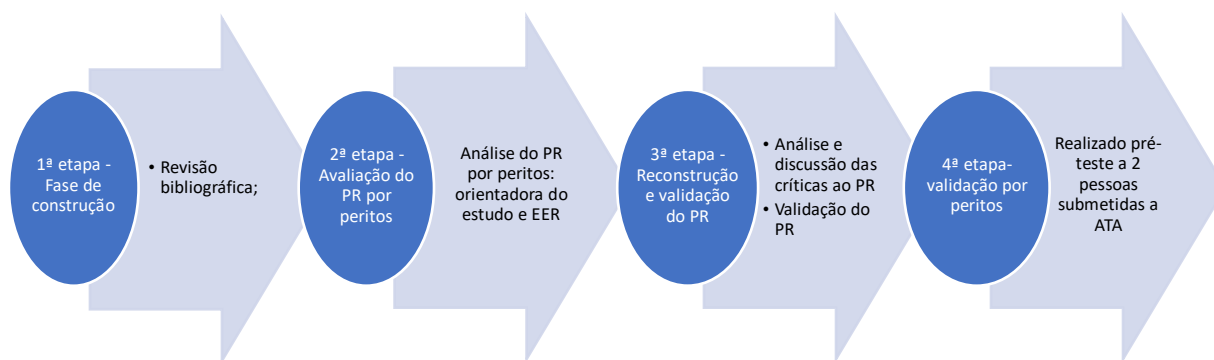 1ª etapa -
Fase de
construção
• Revisão
bibliográfica;
2ª etapa -
Avaliação do
PR por
peritos
Análise do PR
por peritos:
orientadora do
estudo e EER
3ª etapa -
Reconstrução
e validação
do PR
• Análise e
discussão das
críticas ao PR
• Validação do
PR
4ª etapa-
validação por
peritos
Realizado pré-
teste a 2
pessoas
submetidas a
ATA